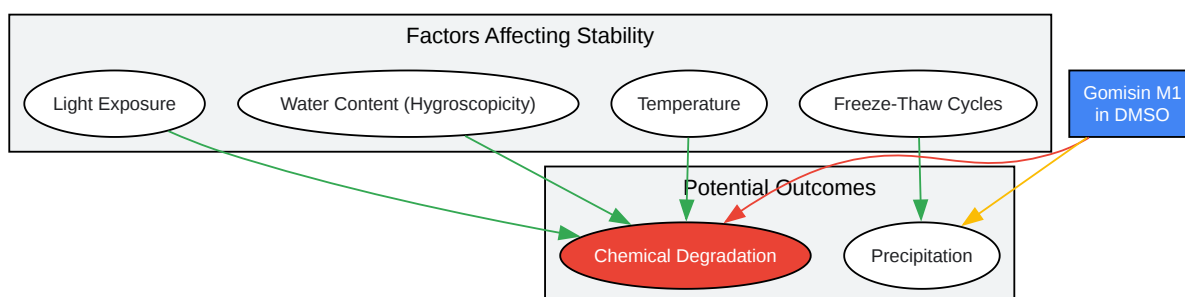 Factors Affecting Stability
Light Exposure
Water Content (Hygroscopicity)
Temperature
Freeze-Thaw Cycles
Gomisin M1
in DMSO
Potential Outcomes
Chemical Degradation
Precipitation